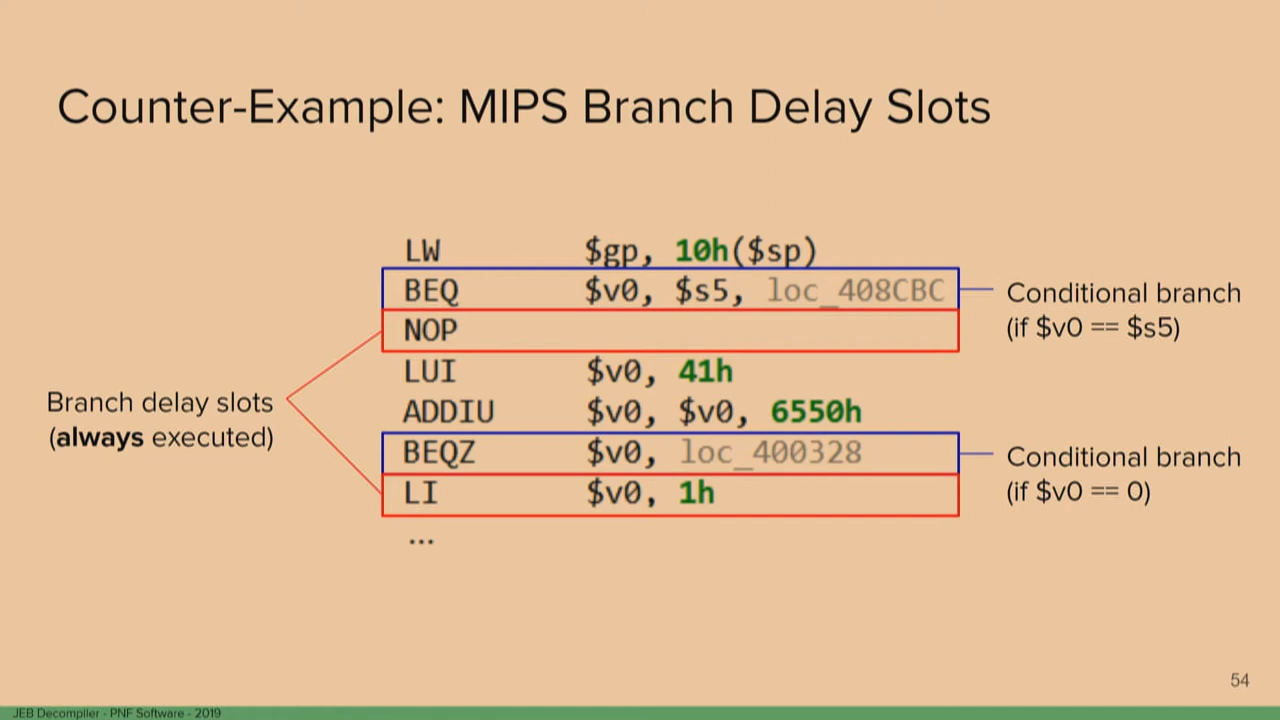 Counter-Example: MIPS Branch Delay Slots
LW $gp, 10h($sp)
BEQ $v0, $s5, loc_408CBC
NOP
LUI $v0, 41h
ADDIU $v0, $v0, 6550h
BEQZ $v0, loc_400328
LI $v0, 1h
...
Conditional branch
(if $v0 == $s5)
Branch delay slots
(always executed)
Conditional branch
(if $v0 == 0)
54
JEB Decompiler - PNF Software - 2019